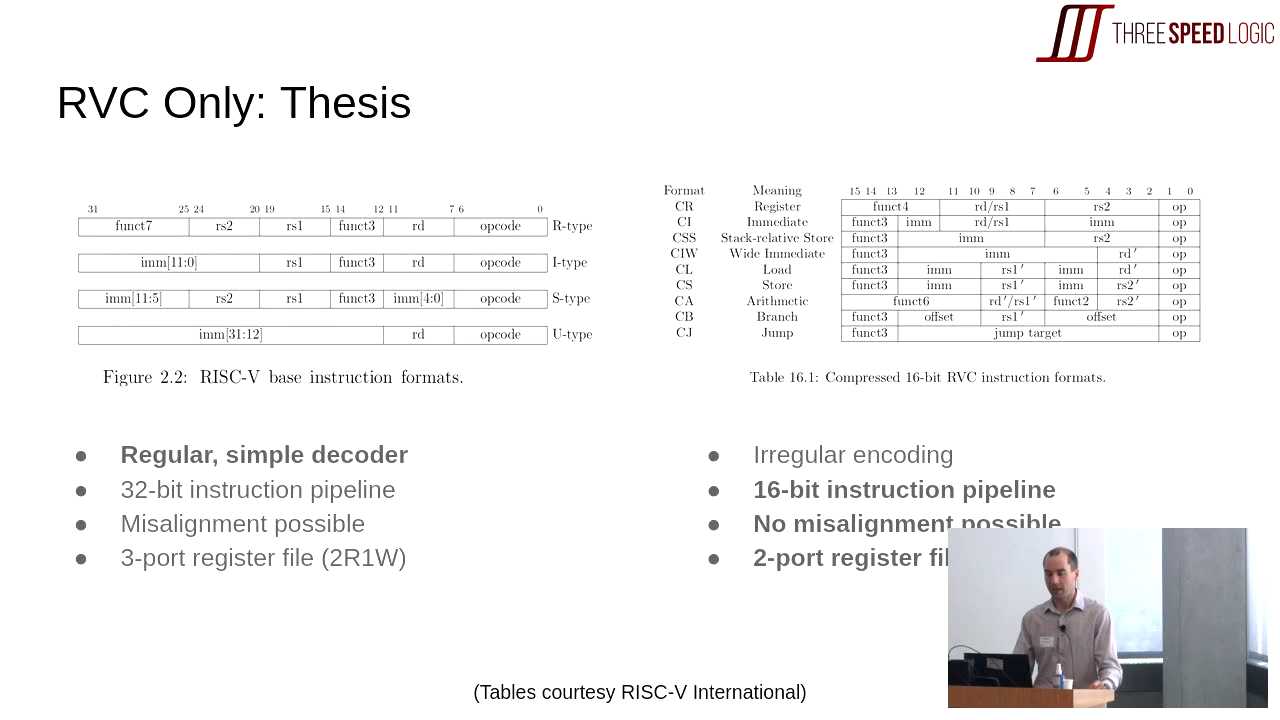 THREE SPEED LOGIC
RVC Only: Thesis
31 25 24 20 19 15 14 12 11 7 6 0
funct7 rs2 rs1 funct3 rd opcode R-type
imm[11:0] rs1 funct3 rd opcode I-type
imm[11:5] rs2 rs1 funct3 imm[4:0] opcode S-type
imm[31:12] rd opcode U-type
Figure 2.2: RISC-V base instruction formats.
Format Meaning 15 14 13 12 11 10 9 8 7 6 5 4 3 2 1 0
CR Register funct4 rd/rs1 rs2 op
CI Immediate funct3 imm rd/rs1 imm op
CSS Stack-relative Store funct3 imm rs2 op
CIW Wide Immediate funct3 imm rd′ op
CL Load funct3 imm rs1′ imm rd′ op
CS Store funct3 imm rs1′ imm rs2′ op
CA Arithmetic funct6 rd′/rs1′ funct2 rs2′ op
CB Branch funct3 offset rs1′ offset op
CJ Jump funct3 jump target op
Table 16.1: Compressed 16-bit RVC instruction formats.
● Regular, simple decoder
● 32-bit instruction pipeline
● Misalignment possible
● 3-port register file (2R1W)
● Irregular encoding
● 16-bit instruction pipeline
● No misalignment possible
● 2-port register
(Tables courtesy RISC-V International)